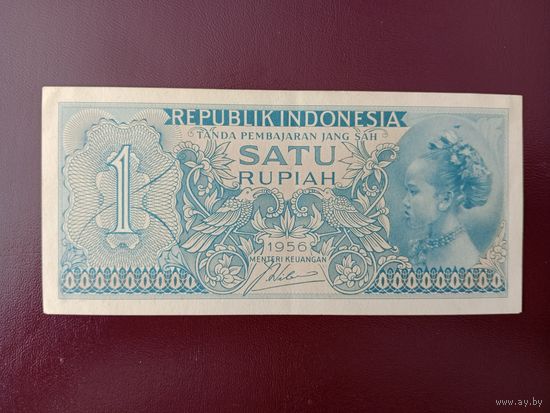 REPUBLIK INDONESIA
TANDA PEMBAJARAN JANG SAH
1
SATU
RUPIAH
1956
MENTERI KEUANGAN
www.ay.by